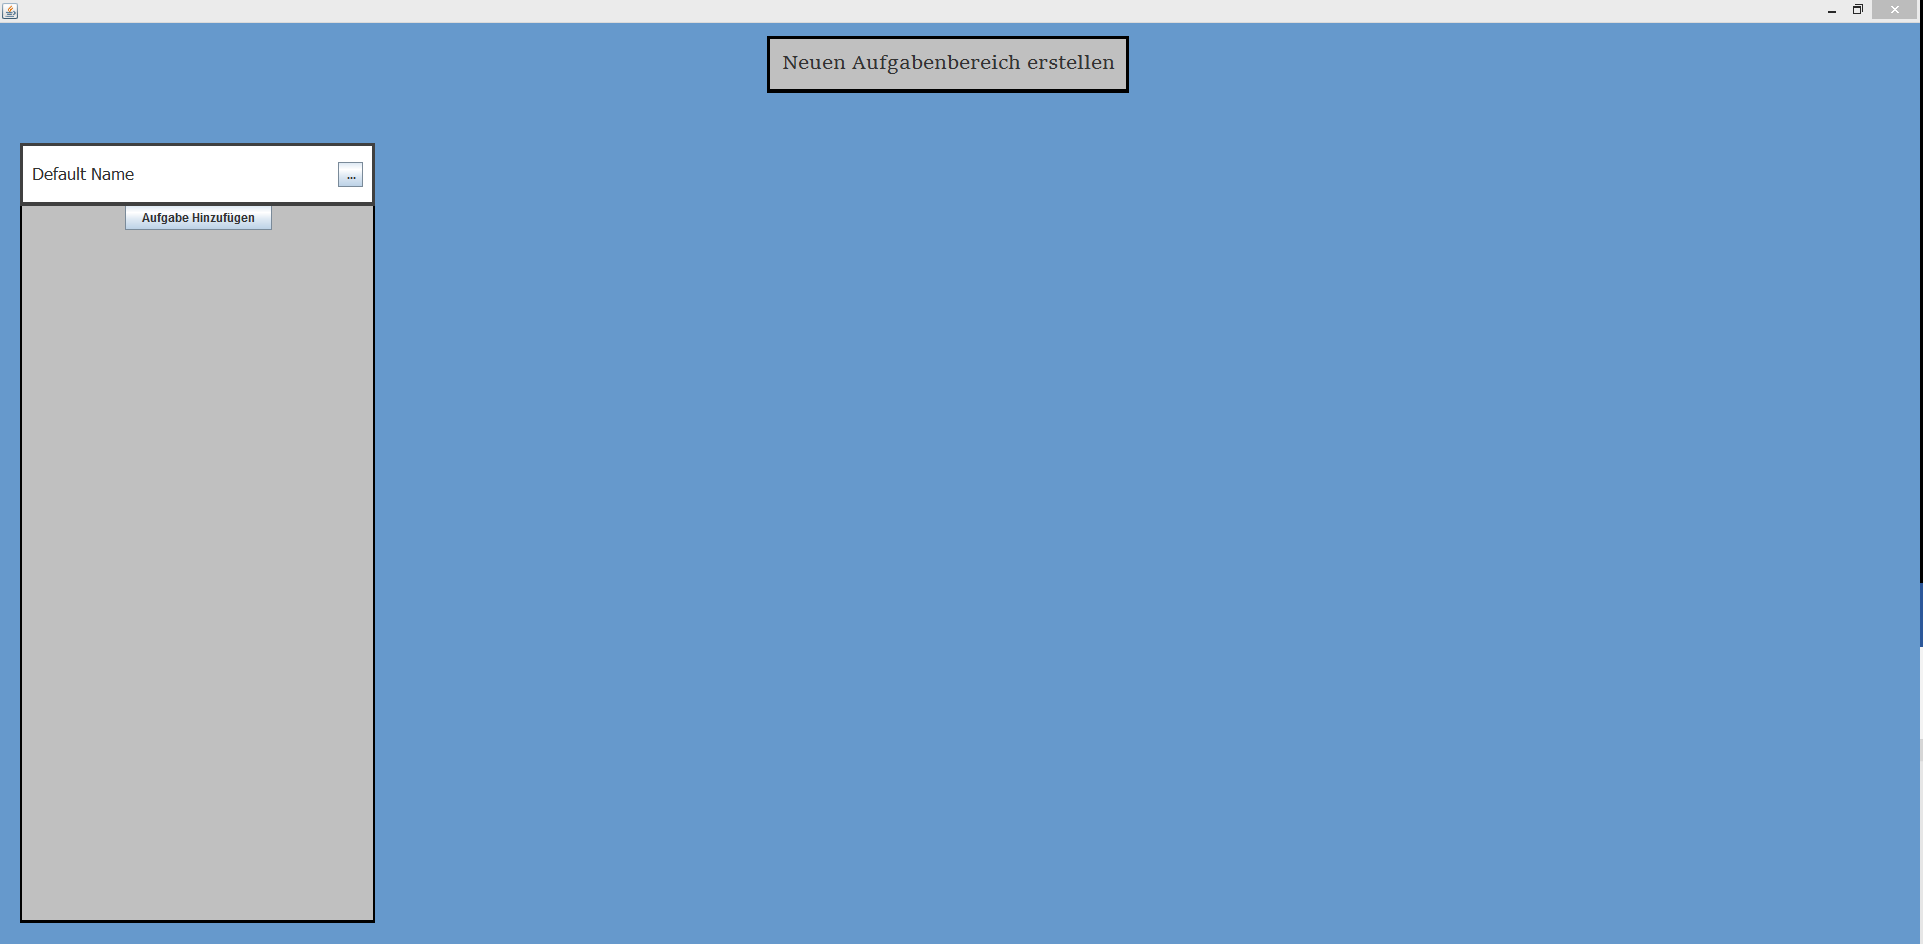 Neuen Aufgabenbereich erstellen
Default Name
...
Aufgabe Hinzufügen